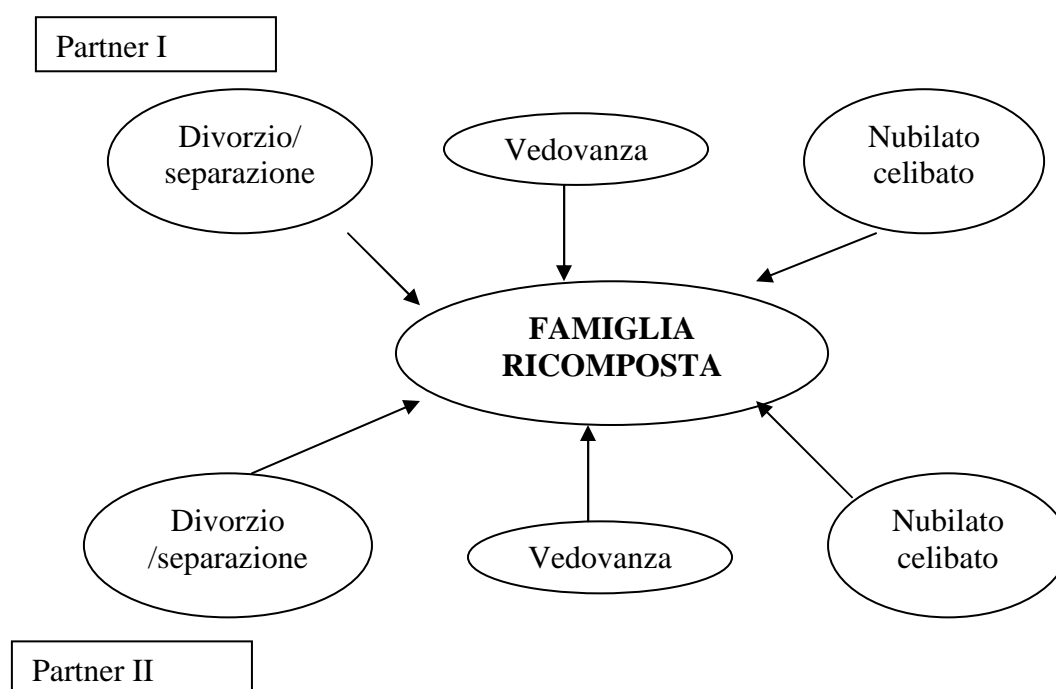 Partner I
Divorzio/
separazione
Vedovanza
Nubilato
celibato
FAMIGLIA
RICOMPOSTA
Divorzio
/separazione
Vedovanza
Nubilato
celibato
Partner II